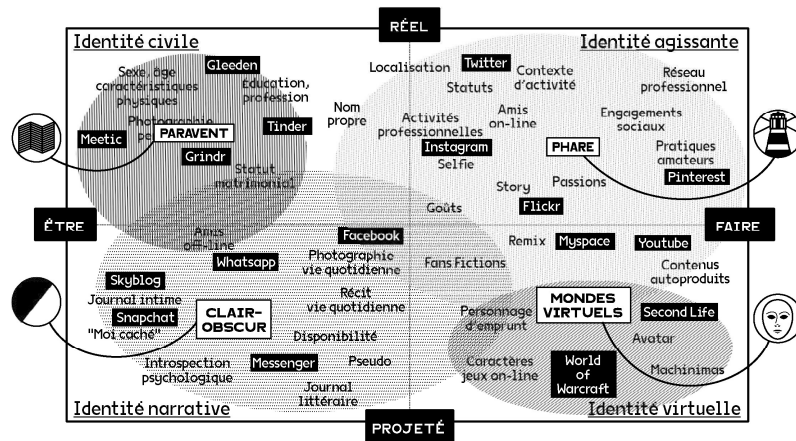 RÉEL
Identité civile
Identité agissante
Gleeden
Sexe, âge
caractéristiques
physiques
Éducation,
profession
Localisation
Twitter
Statuts
Contexte
d'activité
Réseau
professionnel
Nom
propre
Photographie
Meetic
PARAVENT
Tinder
Grindr
Statut
matrimonial
Activités
professionnelles
Amis
on-line
Engagements
sociaux
Instagram
Selfie
PHARE
Pratiques
amateurs
Pinterest
Story
Passions
Flickr
Goûts
ÊTRE
FAIRE
Amis
off-line
Facebook
Whatsapp
Photographie
vie quotidienne
Remix
Myspace
Youtube
Fans Fictions
Contenus
autoproduits
Skyblog
Journal intime
Snapchat
"Moi caché"
CLAIR-
OBSCUR
Récit
vie quotidienne
Disponibilité
MONDES
VIRTUELS
Personnage
d'emprunt
Second Life
Avatar
Introspection
psychologique
Messenger
Pseudo
Caractères
jeux on-line
World
of
Warcraft
Machinimas
Journal
littéraire
Identité narrative
Identité virtuelle
PROJETÉ